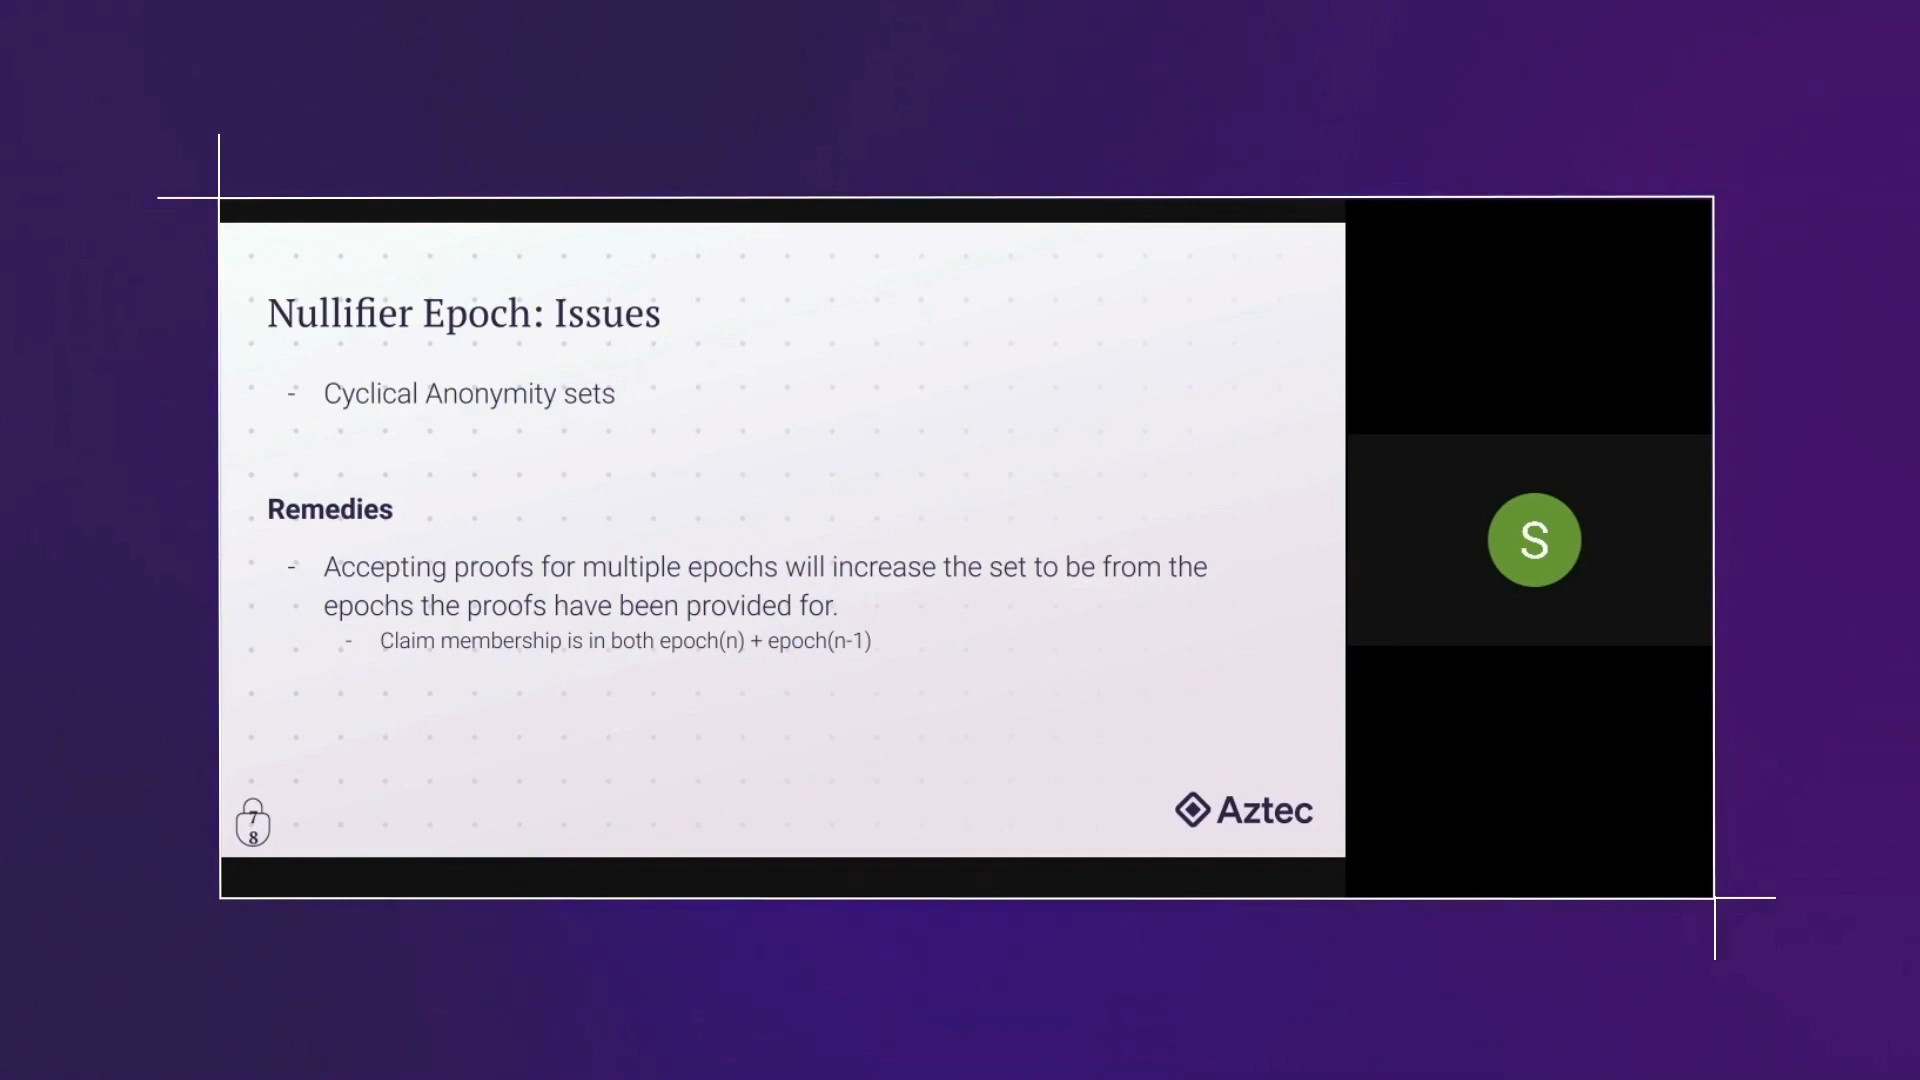 Nullifier Epoch: Issues
- Cyclical Anonymity sets
Remedies
- Accepting proofs for multiple epochs will increase the set to be from the
epochs the proofs have been provided for.
- Claim membership is in both epoch(n) + epoch(n-1)
S
7
8
Aztec